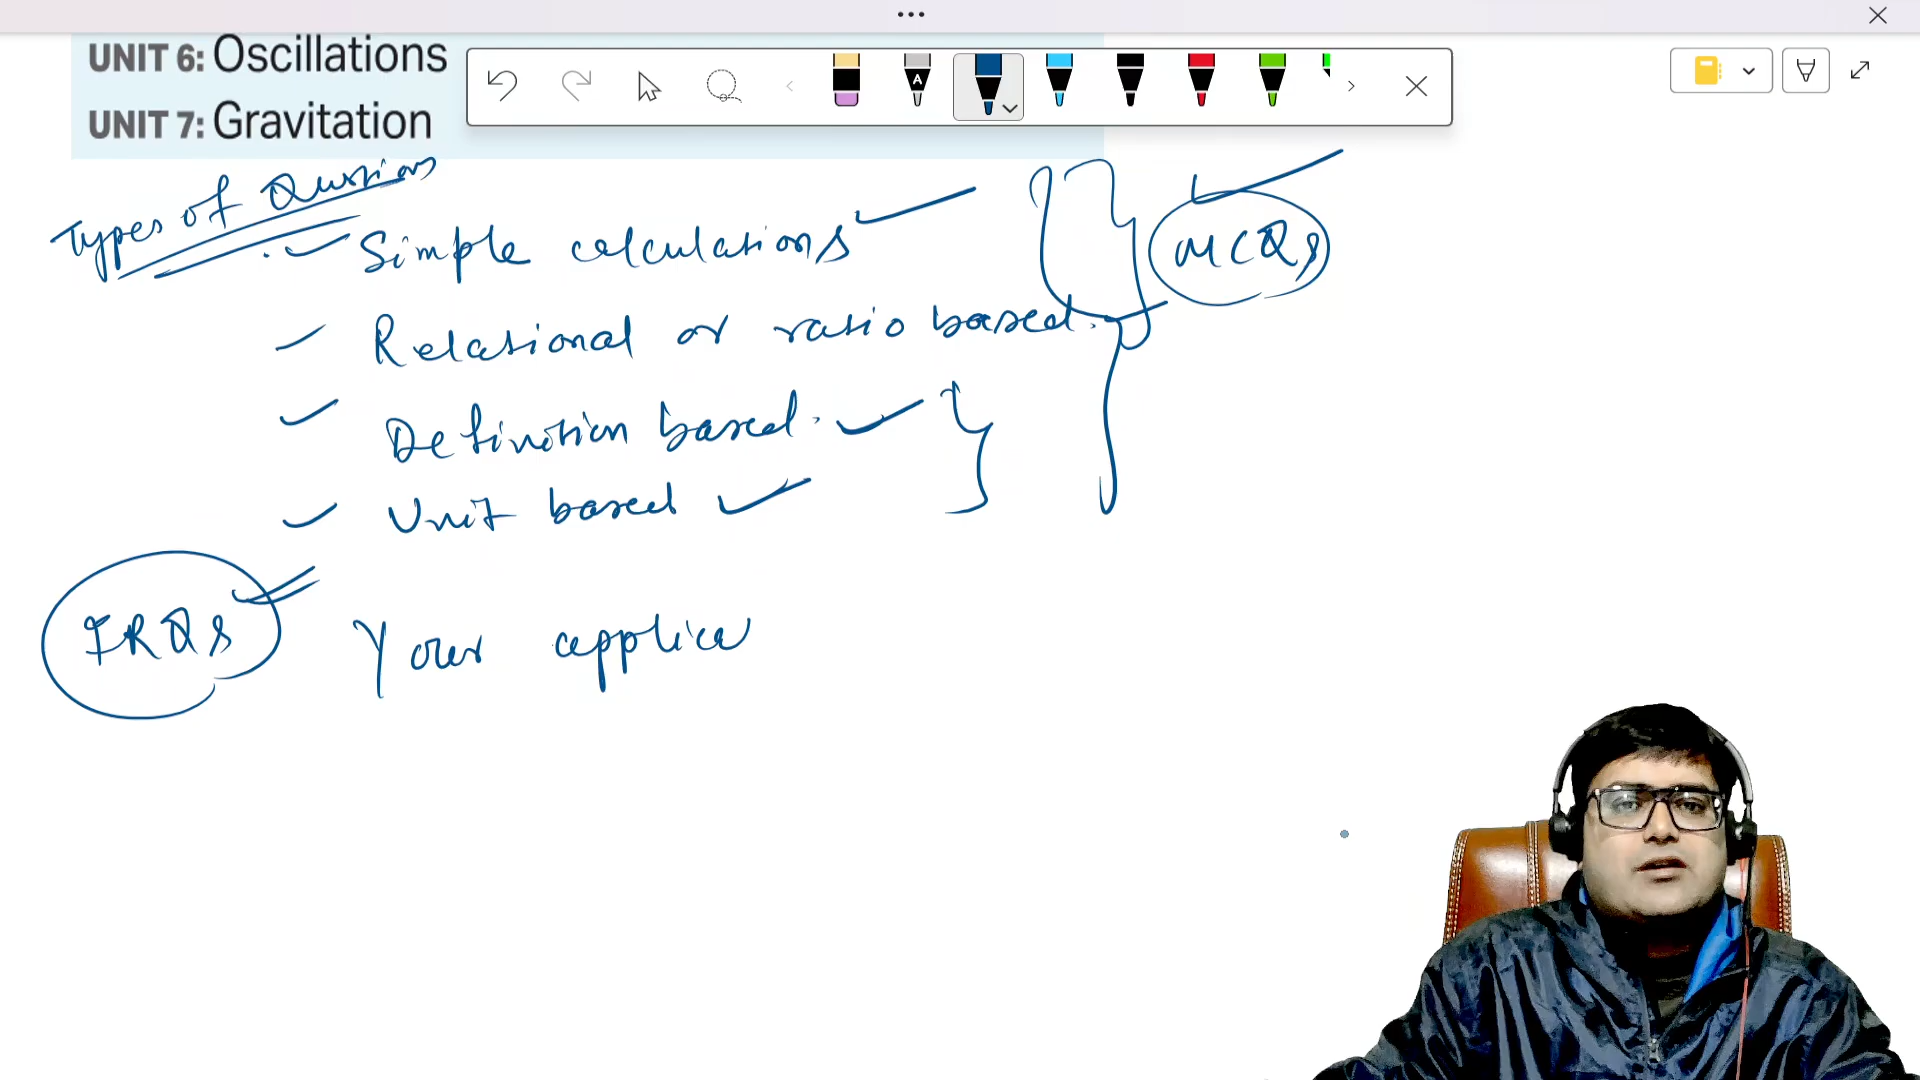 UNIT 6: Oscillations
UNIT 7: Gravitation
Types of Question
Simple calculations
MCQs
Relational or ratio based.
Definition based.
Unit based
FRQs
Your applica